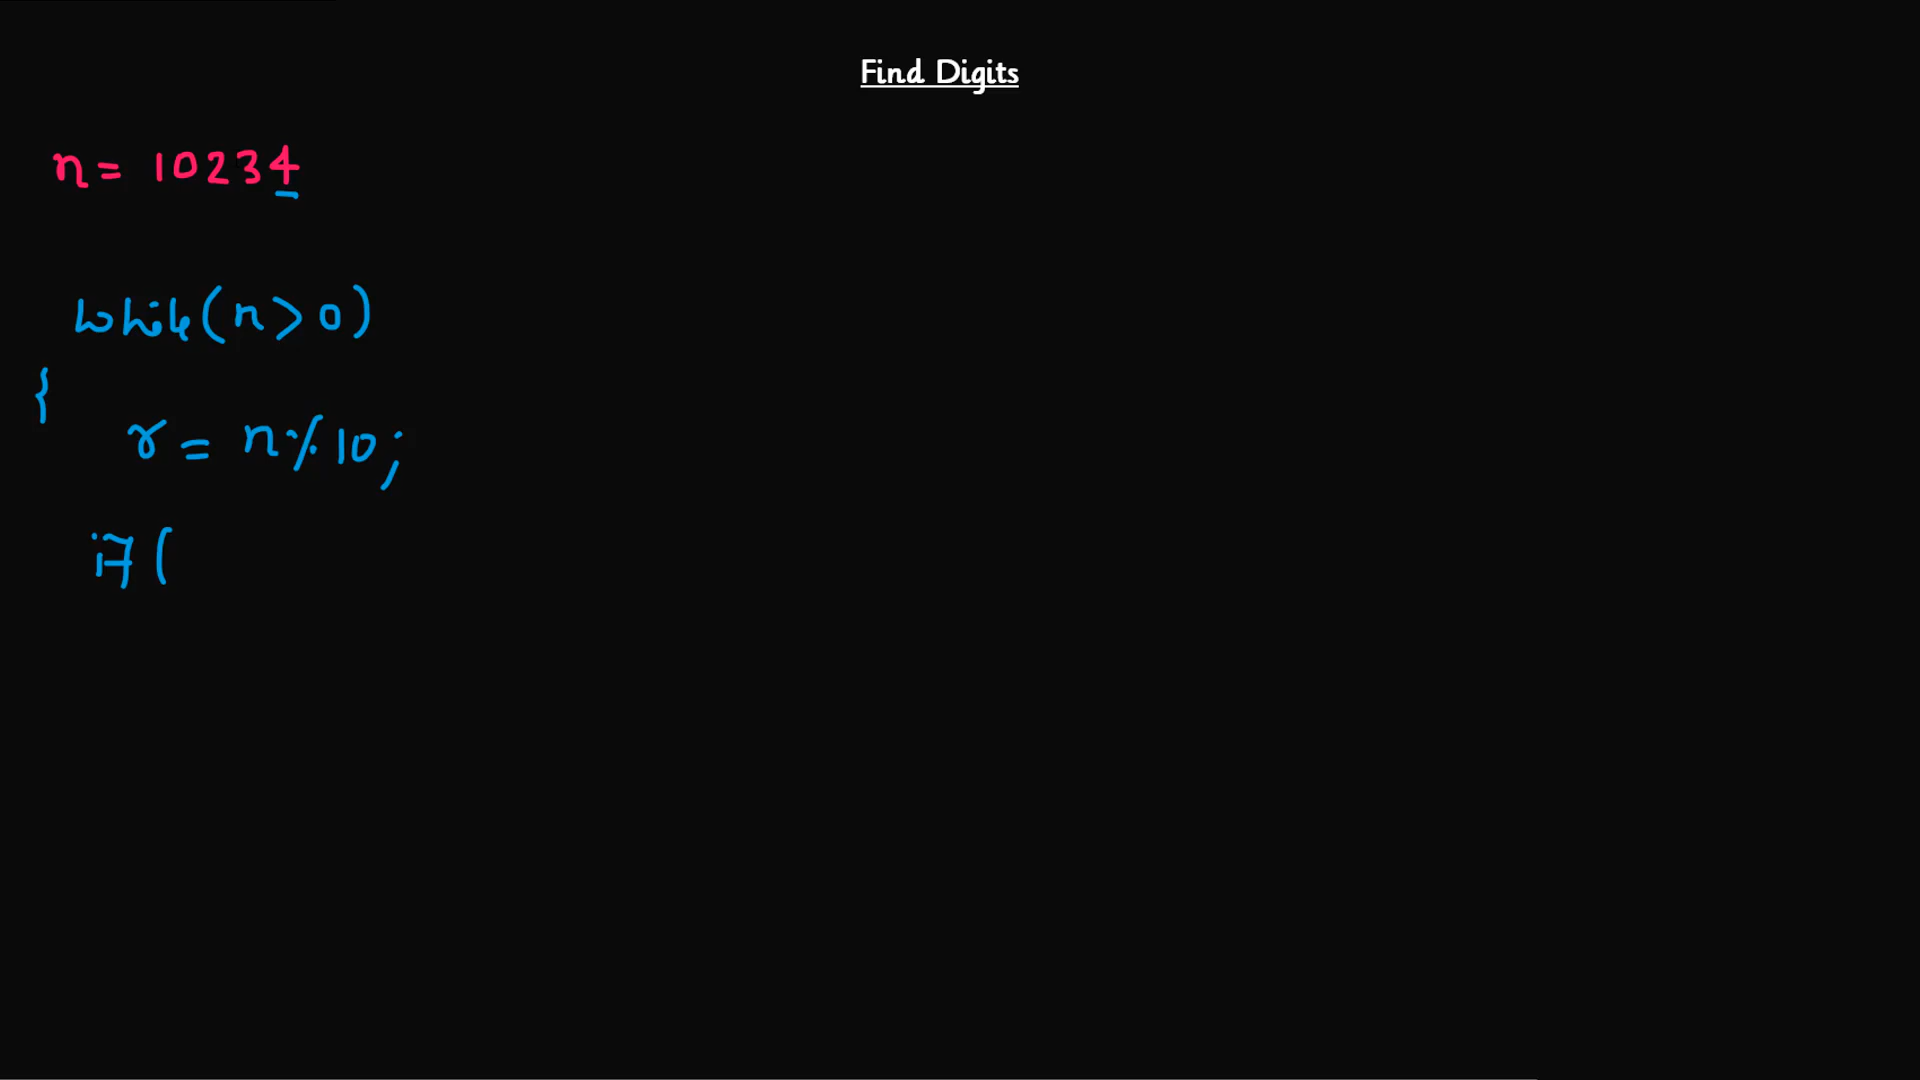 Find Digits
n = 10234
while(n>0)
{
r = n%10;
if (